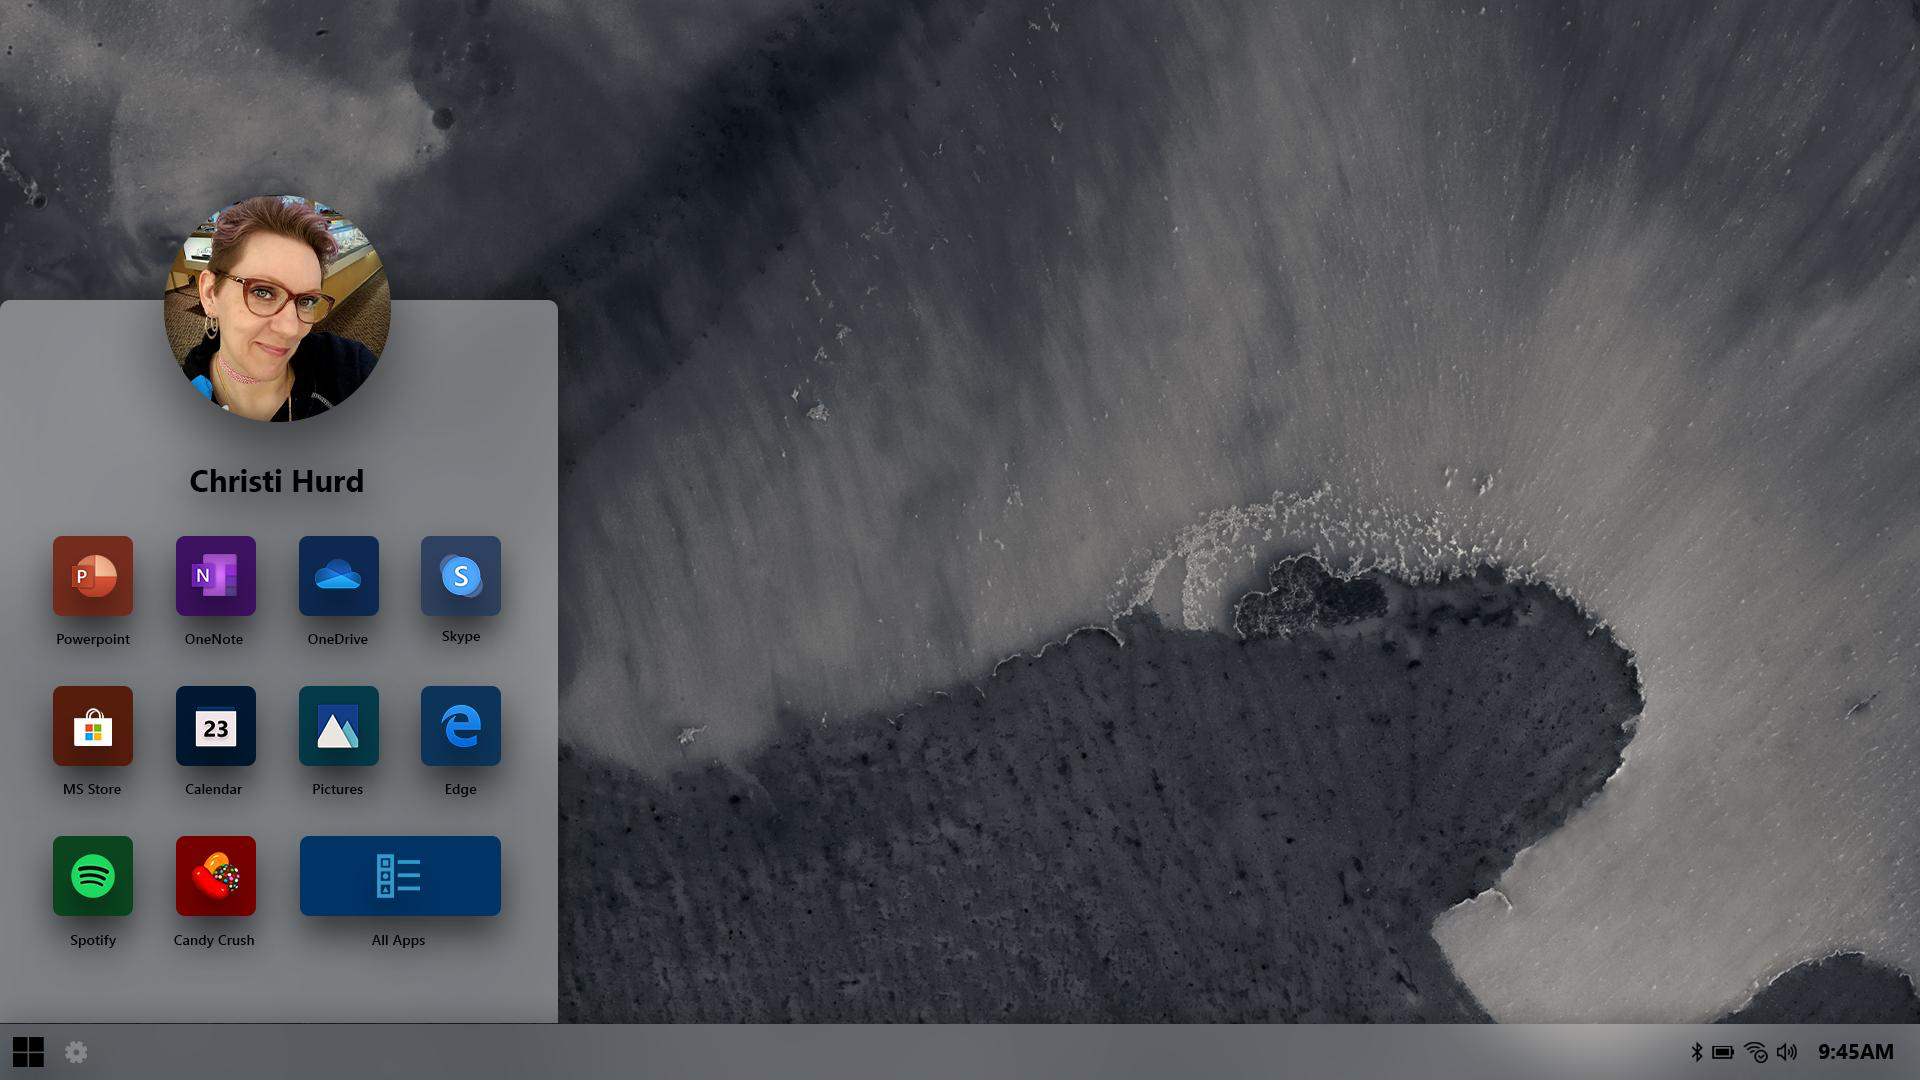 Christi Hurd
P
N
S
Powerpoint
OneNote
OneDrive
Skype
23
MS Store
Calendar
Pictures
Edge
Spotify
Candy Crush
All Apps
9:45AM